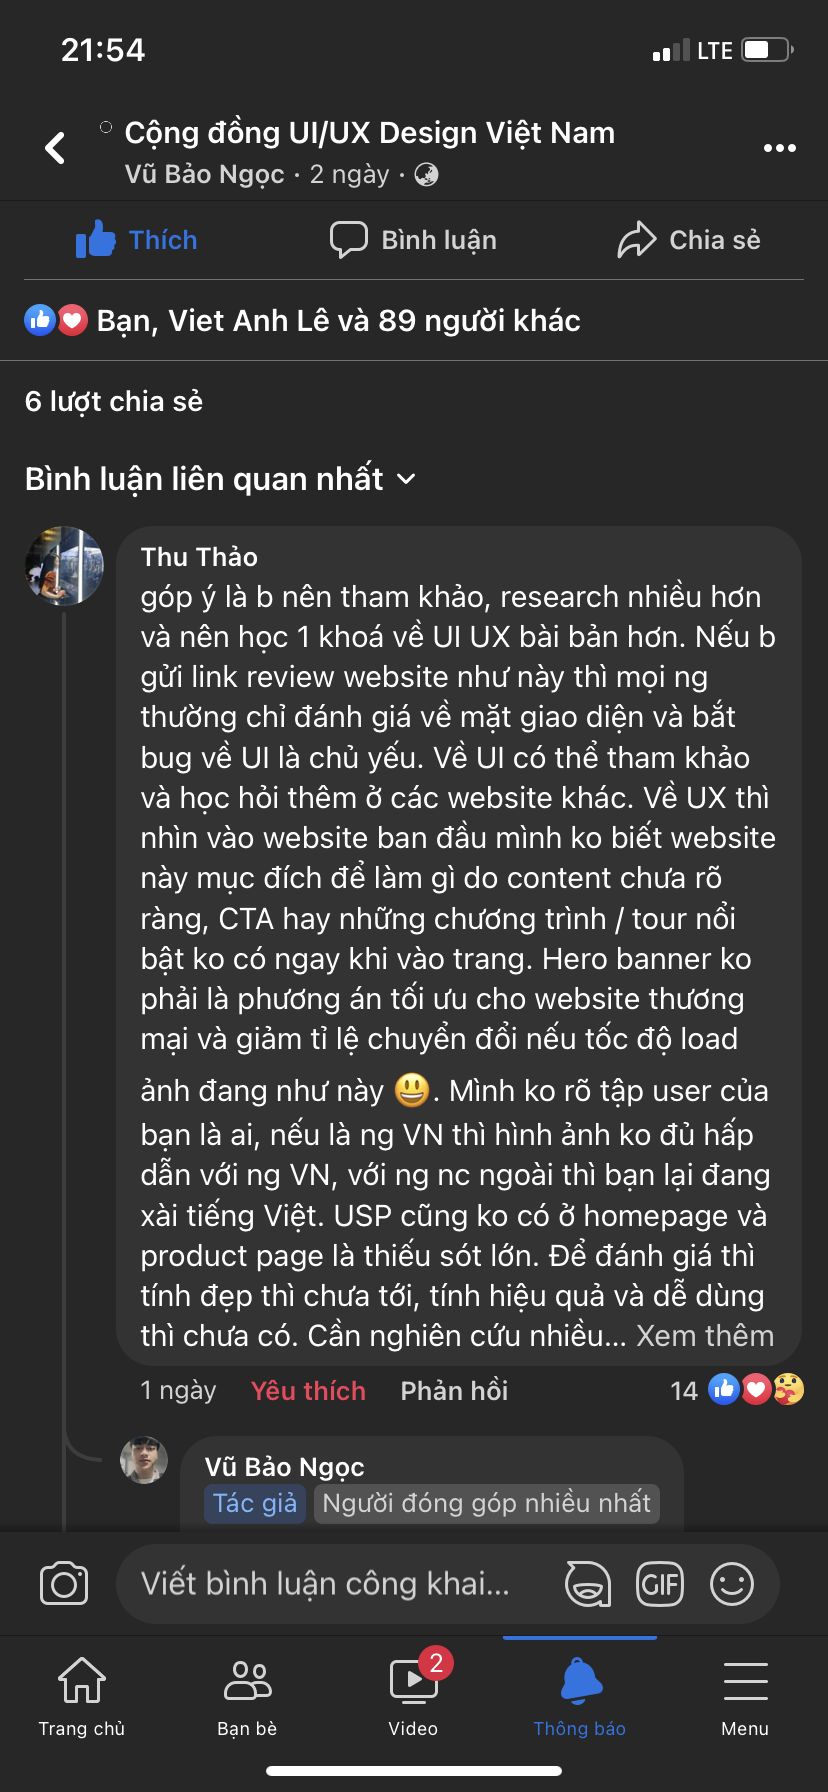 21:54
LTE
Cộng đồng UI/UX Design Việt Nam
Vũ Bảo Ngọc · 2 ngày ·
Thích Bình luận Chia sẻ
Bạn, Viet Anh Lê và 89 người khác
6 lượt chia sẻ
Bình luận liên quan nhất
Thu Thảo
góp ý là b nên tham khảo, research nhiều hơn
và nên học 1 khoá về UI UX bài bản hơn. Nếu b
gửi link review website như này thì mọi ng
thường chỉ đánh giá về mặt giao diện và bắt
bug về UI là chủ yếu. Về UI có thể tham khảo
và học hỏi thêm ở các website khác. Về UX thì
nhìn vào website ban đầu mình ko biết website
này mục đích để làm gì do content chưa rõ
ràng, CTA hay những chương trình / tour nổi
bật ko có ngay khi vào trang. Hero banner ko
phải là phương án tối ưu cho website thương
mại và giảm tỉ lệ chuyển đổi nếu tốc độ load
ảnh đang như này 😃. Mình ko rõ tập user của
bạn là ai, nếu là ng VN thì hình ảnh ko đủ hấp
dẫn với ng VN, với ng nc ngoài thì bạn lại đang
xài tiếng Việt. USP cũng ko có ở homepage và
product page là thiếu sót lớn. Để đánh giá thì
tính đẹp thì chưa tới, tính hiệu quả và dễ dùng
thì chưa có. Cần nghiên cứu nhiều... Xem thêm
1 ngày Yêu thích Phản hồi 14
Vũ Bảo Ngọc
Tác giả Người đóng góp nhiều nhất
Viết bình luận công khai... GIF
2
Trang chủ Bạn bè Video Thông báo Menu